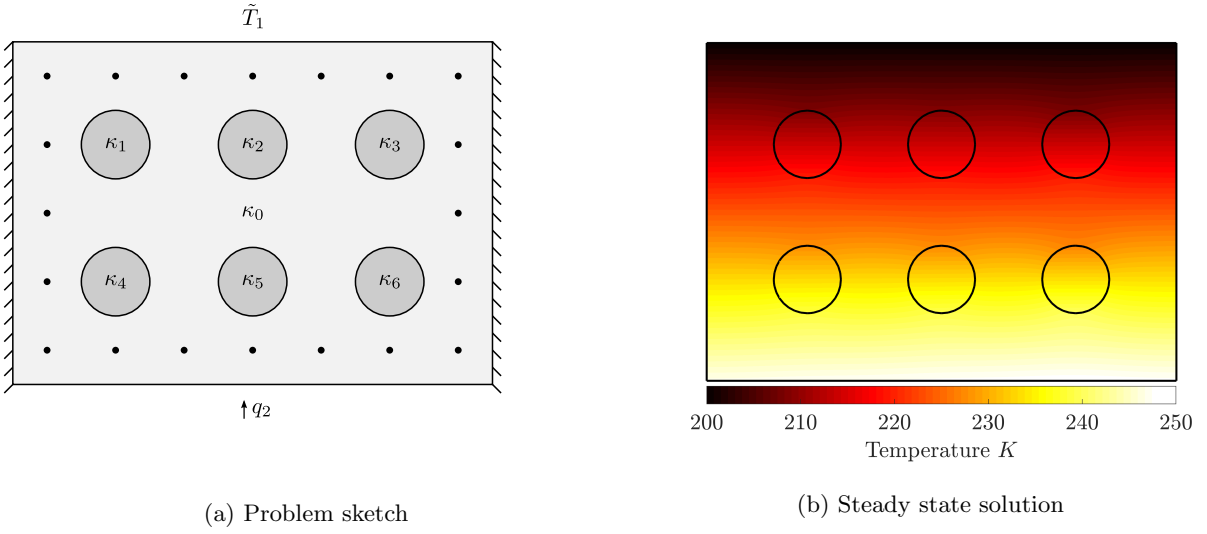 T̃₁
κ₁ κ₂ κ₃
κ₀
κ₄ κ₅ κ₆
q₂
(a) Problem sketch
200 210 220 230 240 250
Temperature K
(b) Steady state solution